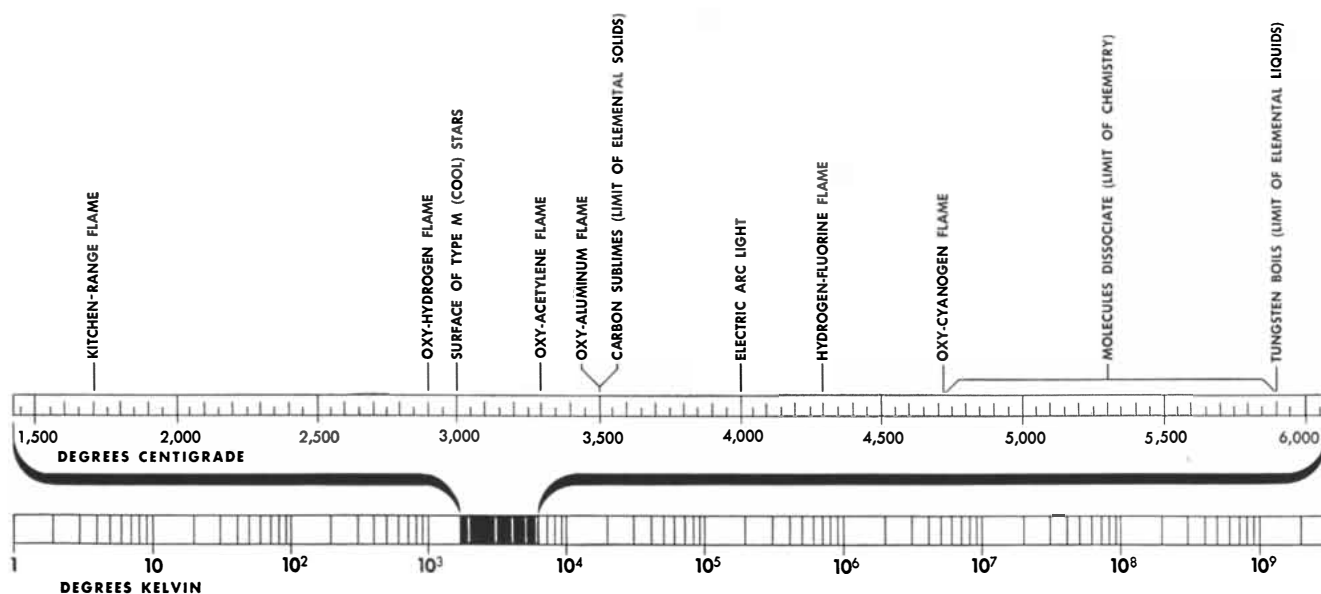 KITCHEN-RANGE FLAME
OXY-HYDROGEN FLAME
SURFACE OF TYPE M (COOL) STARS
OXY-ACETYLENE FLAME
OXY-ALUMINUM FLAME
CARBON SUBLIMES (LIMIT OF ELEMENTAL SOLIDS)
ELECTRIC ARC LIGHT
HYDROGEN-FLUORINE FLAME
OXY-CYANOGEN FLAME
MOLECULES DISSOCIATE (LIMIT OF CHEMISTRY)
TUNGSTEN BOILS (LIMIT OF ELEMENTAL LIQUIDS)
1,500 2,000 2,500 3,000 3,500 4,000 4,500 5,000 5,500 6,000
DEGREES CENTIGRADE
1 10 10² 10³ 10⁴ 10⁵ 10⁶ 10⁷ 10⁸ 10⁹
DEGREES KELVIN